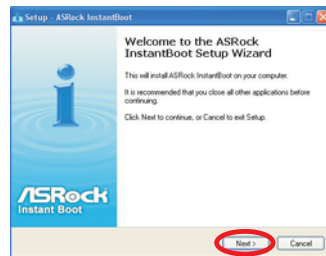 Setup - ASRock InstantBoot
Welcome to the ASRock
InstantBoot Setup Wizard
This will install ASRock InstantBoot on your computer.
It is recommended that you close all other applications before
continuing.
Click Next to continue, or Cancel to exit Setup.
ASRock
Instant Boot
Next >
Cancel